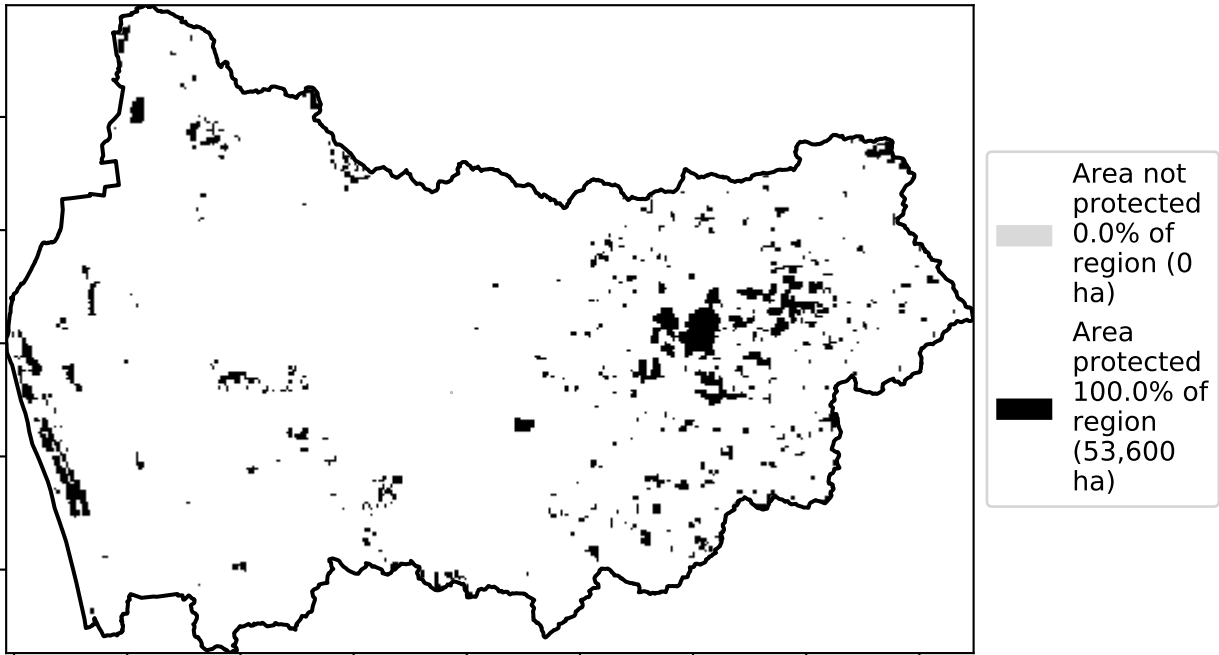 Area not
protected
0.0% of
region (0
ha)
Area
protected
100.0% of
region
(53,600
ha)